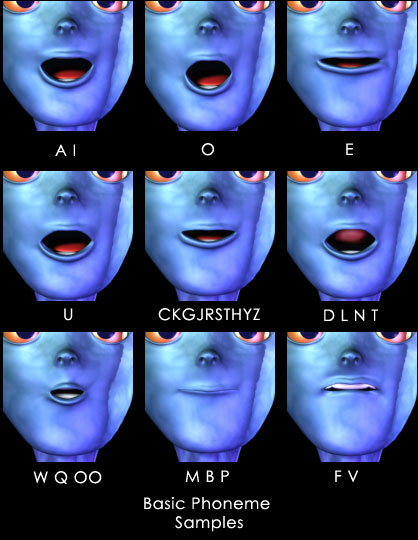 A I
O
E
U
CKGJRSTHYZ
D L N T
W Q OO
M B P
F V
Basic Phoneme
Samples